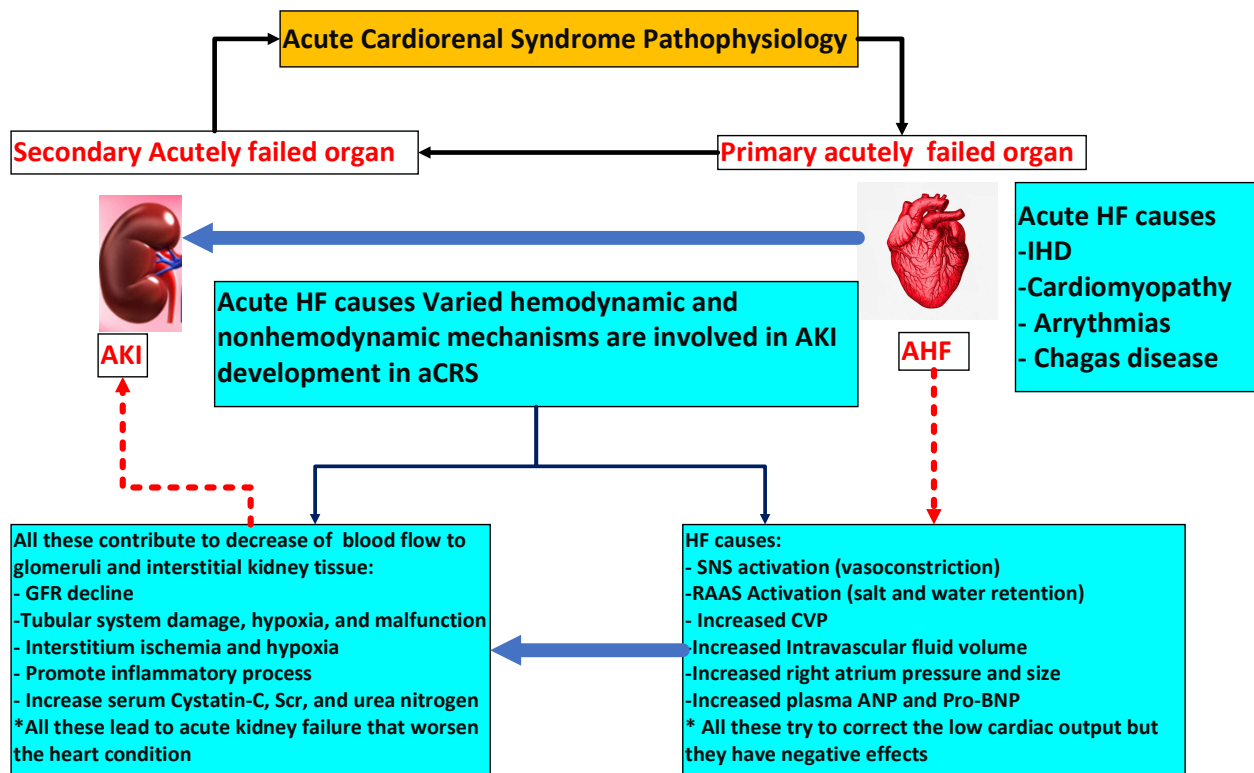 Acute Cardiorenal Syndrome Pathophysiology
Secondary Acutely failed organ
Primary acutely failed organ
Acute HF causes
-IHD
-Cardiomyopathy
- Arrythmias
- Chagas disease
Acute HF causes Varied hemodynamic and
nonhemodynamic mechanisms are involved in AKI
development in aCRS
AKI
AHF
All these contribute to decrease of blood flow to
glomeruli and interstitial kidney tissue:
- GFR decline
-Tubular system damage, hypoxia, and malfunction
- Interstitium ischemia and hypoxia
- Promote inflammatory process
- Increase serum Cystatin-C, Scr, and urea nitrogen
*All these lead to acute kidney failure that worsen
the heart condition
HF causes:
- SNS activation (vasoconstriction)
-RAAS Activation (salt and water retention)
- Increased CVP
-Increased Intravascular fluid volume
-Increased right atrium pressure and size
-Increased plasma ANP and Pro-BNP
* All these try to correct the low cardiac output but
they have negative effects